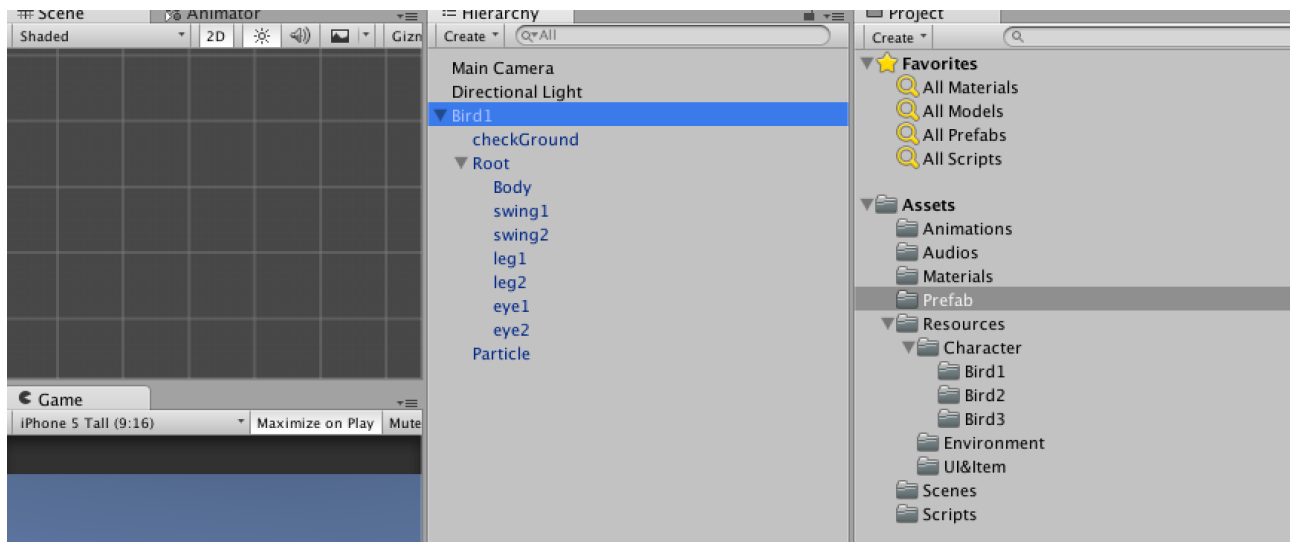 Scene
Animator
Shaded
2D
Gizn
Game
iPhone 5 Tall (9:16)
Maximize on Play
Mute
Hierarchy
Create
All
Main Camera
Directional Light
Bird1
checkGround
Root
Body
swing1
swing2
leg1
leg2
eye1
eye2
Particle
Project
Create
Favorites
All Materials
All Models
All Prefabs
All Scripts
Assets
Animations
Audios
Materials
Prefab
Resources
Character
Bird1
Bird2
Bird3
Environment
UI&Item
Scenes
Scripts